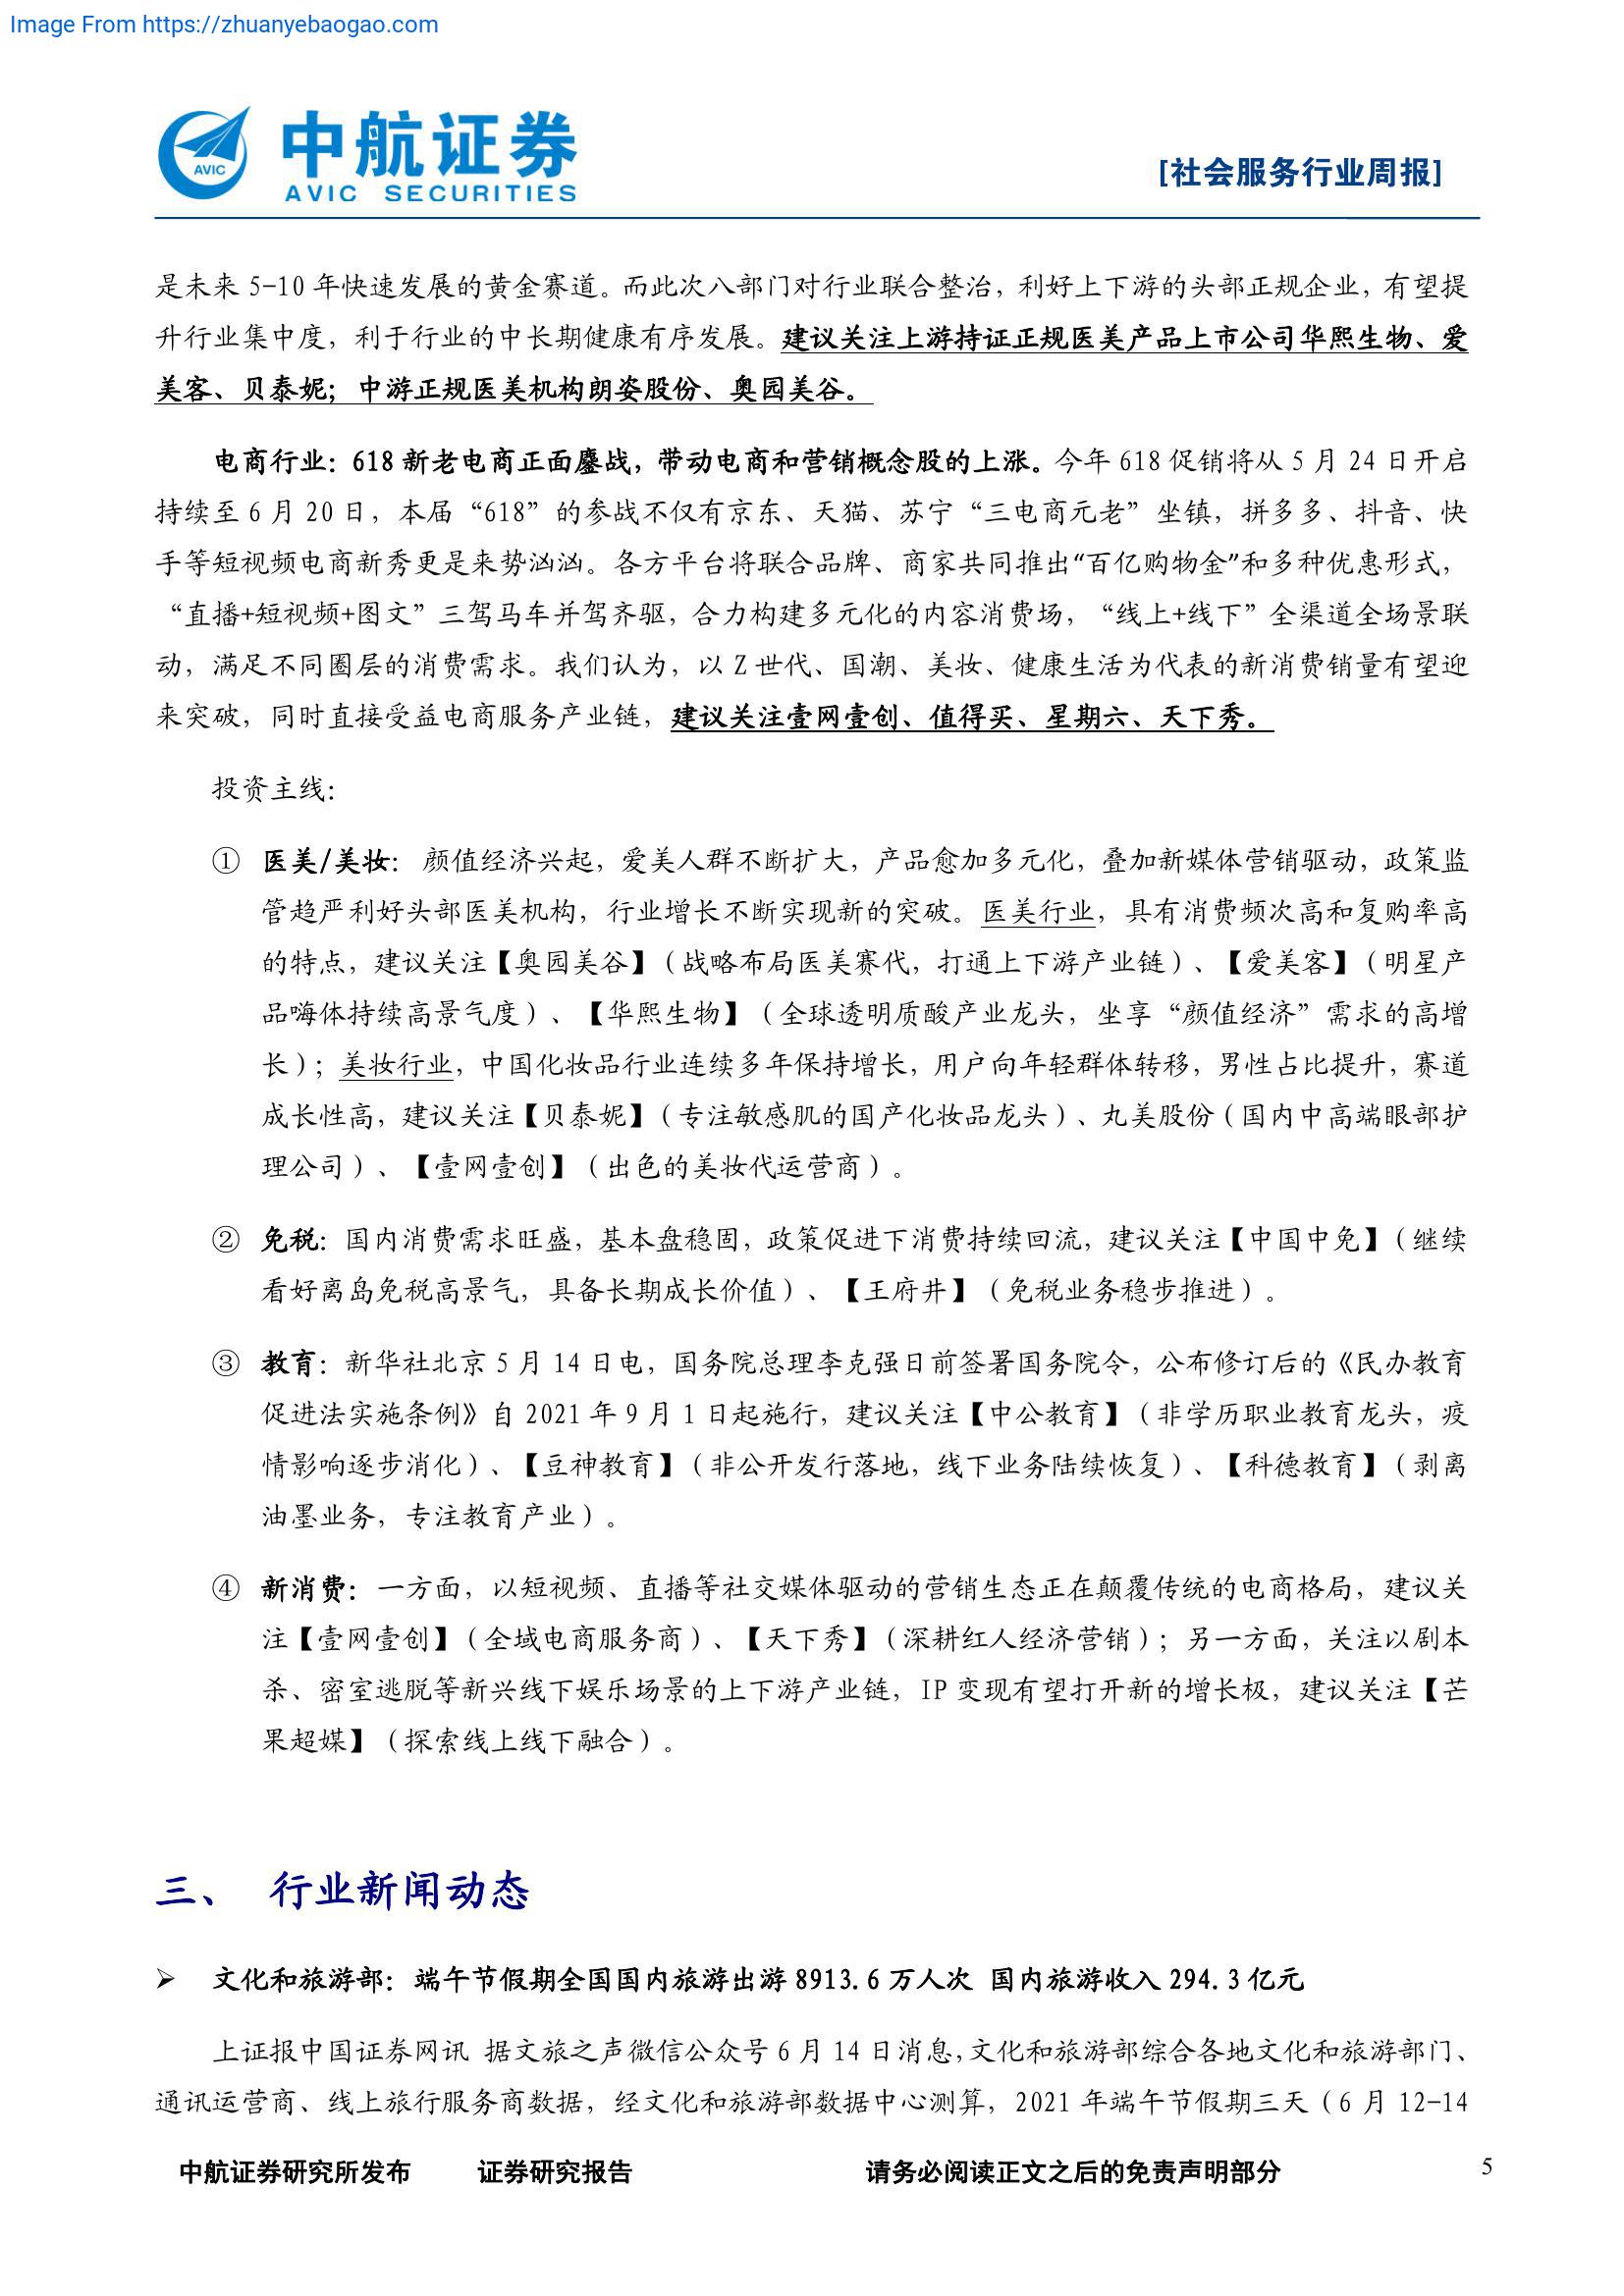 Image From https://zhuanyebaogao.com
AVIC
中航证券
AVIC SECURITIES
[社会服务行业周报]
是未来 5-10 年快速发展的黄金赛道。而此次八部门对行业联合整治，利好上下游的头部正规企业，有望提
升行业集中度，利于行业的中长期健康有序发展。建议关注上游持证正规医美产品上市公司华熙生物、爱
美客、贝泰妮；中游正规医美机构朗姿股份、奥园美谷。
电商行业：618 新老电商正面鏖战，带动电商和营销概念股的上涨。今年 618 促销将从 5 月 24 日开启
持续至 6 月 20 日，本届“618”的参战不仅有京东、天猫、苏宁“三电商元老”坐镇，拼多多、抖音、快
手等短视频电商新秀更是来势汹汹。各方平台将联合品牌、商家共同推出“百亿购物金”和多种优惠形式，
“直播+短视频+图文”三驾马车并驾齐驱，合力构建多元化的内容消费场，“线上+线下”全渠道全场景联
动，满足不同圈层的消费需求。我们认为，以 Z 世代、国潮、美妆、健康生活为代表的新消费销量有望迎
来突破，同时直接受益电商服务产业链，建议关注壹网壹创、值得买、星期六、天下秀。
投资主线：
① 医美/美妆： 颜值经济兴起，爱美人群不断扩大，产品愈加多元化，叠加新媒体营销驱动，政策监
管趋严利好头部医美机构，行业增长不断实现新的突破。医美行业，具有消费频次高和复购率高
的特点，建议关注【奥园美谷】（战略布局医美赛代，打通上下游产业链）、【爱美客】（明星产
品嗨体持续高景气度）、【华熙生物】（全球透明质酸产业龙头，坐享“颜值经济”需求的高增
长）；美妆行业，中国化妆品行业连续多年保持增长，用户向年轻群体转移，男性占比提升，赛道
成长性高，建议关注【贝泰妮】（专注敏感肌的国产化妆品龙头）、丸美股份（国内中高端眼部护
理公司）、【壹网壹创】（出色的美妆代运营商）。
② 免税：国内消费需求旺盛，基本盘稳固，政策促进下消费持续回流，建议关注【中国中免】（继续
看好离岛免税高景气，具备长期成长价值）、【王府井】（免税业务稳步推进）。
③ 教育：新华社北京 5 月 14 日电，国务院总理李克强日前签署国务院令，公布修订后的《民办教育
促进法实施条例》自 2021 年 9 月 1 日起施行，建议关注【中公教育】（非学历职业教育龙头，疫
情影响逐步消化）、【豆神教育】（非公开发行落地，线下业务陆续恢复）、【科德教育】（剥离
油墨业务，专注教育产业）。
④ 新消费：一方面，以短视频、直播等社交媒体驱动的营销生态正在颠覆传统的电商格局，建议关
注【壹网壹创】（全域电商服务商）、【天下秀】（深耕红人经济营销）；另一方面，关注以剧本
杀、密室逃脱等新兴线下娱乐场景的上下游产业链，IP 变现有望打开新的增长极，建议关注【芒
果超媒】（探索线上线下融合）。
三、 行业新闻动态
➢ 文化和旅游部：端午节假期全国国内旅游出游 8913.6 万人次 国内旅游收入 294.3 亿元
上证报中国证券网讯 据文旅之声微信公众号 6 月 14 日消息，文化和旅游部综合各地文化和旅游部门、
通讯运营商、线上旅行服务商数据，经文化和旅游部数据中心测算，2021 年端午节假期三天（6 月 12-14
中航证券研究所发布 证券研究报告 请务必阅读正文之后的免责声明部分 5